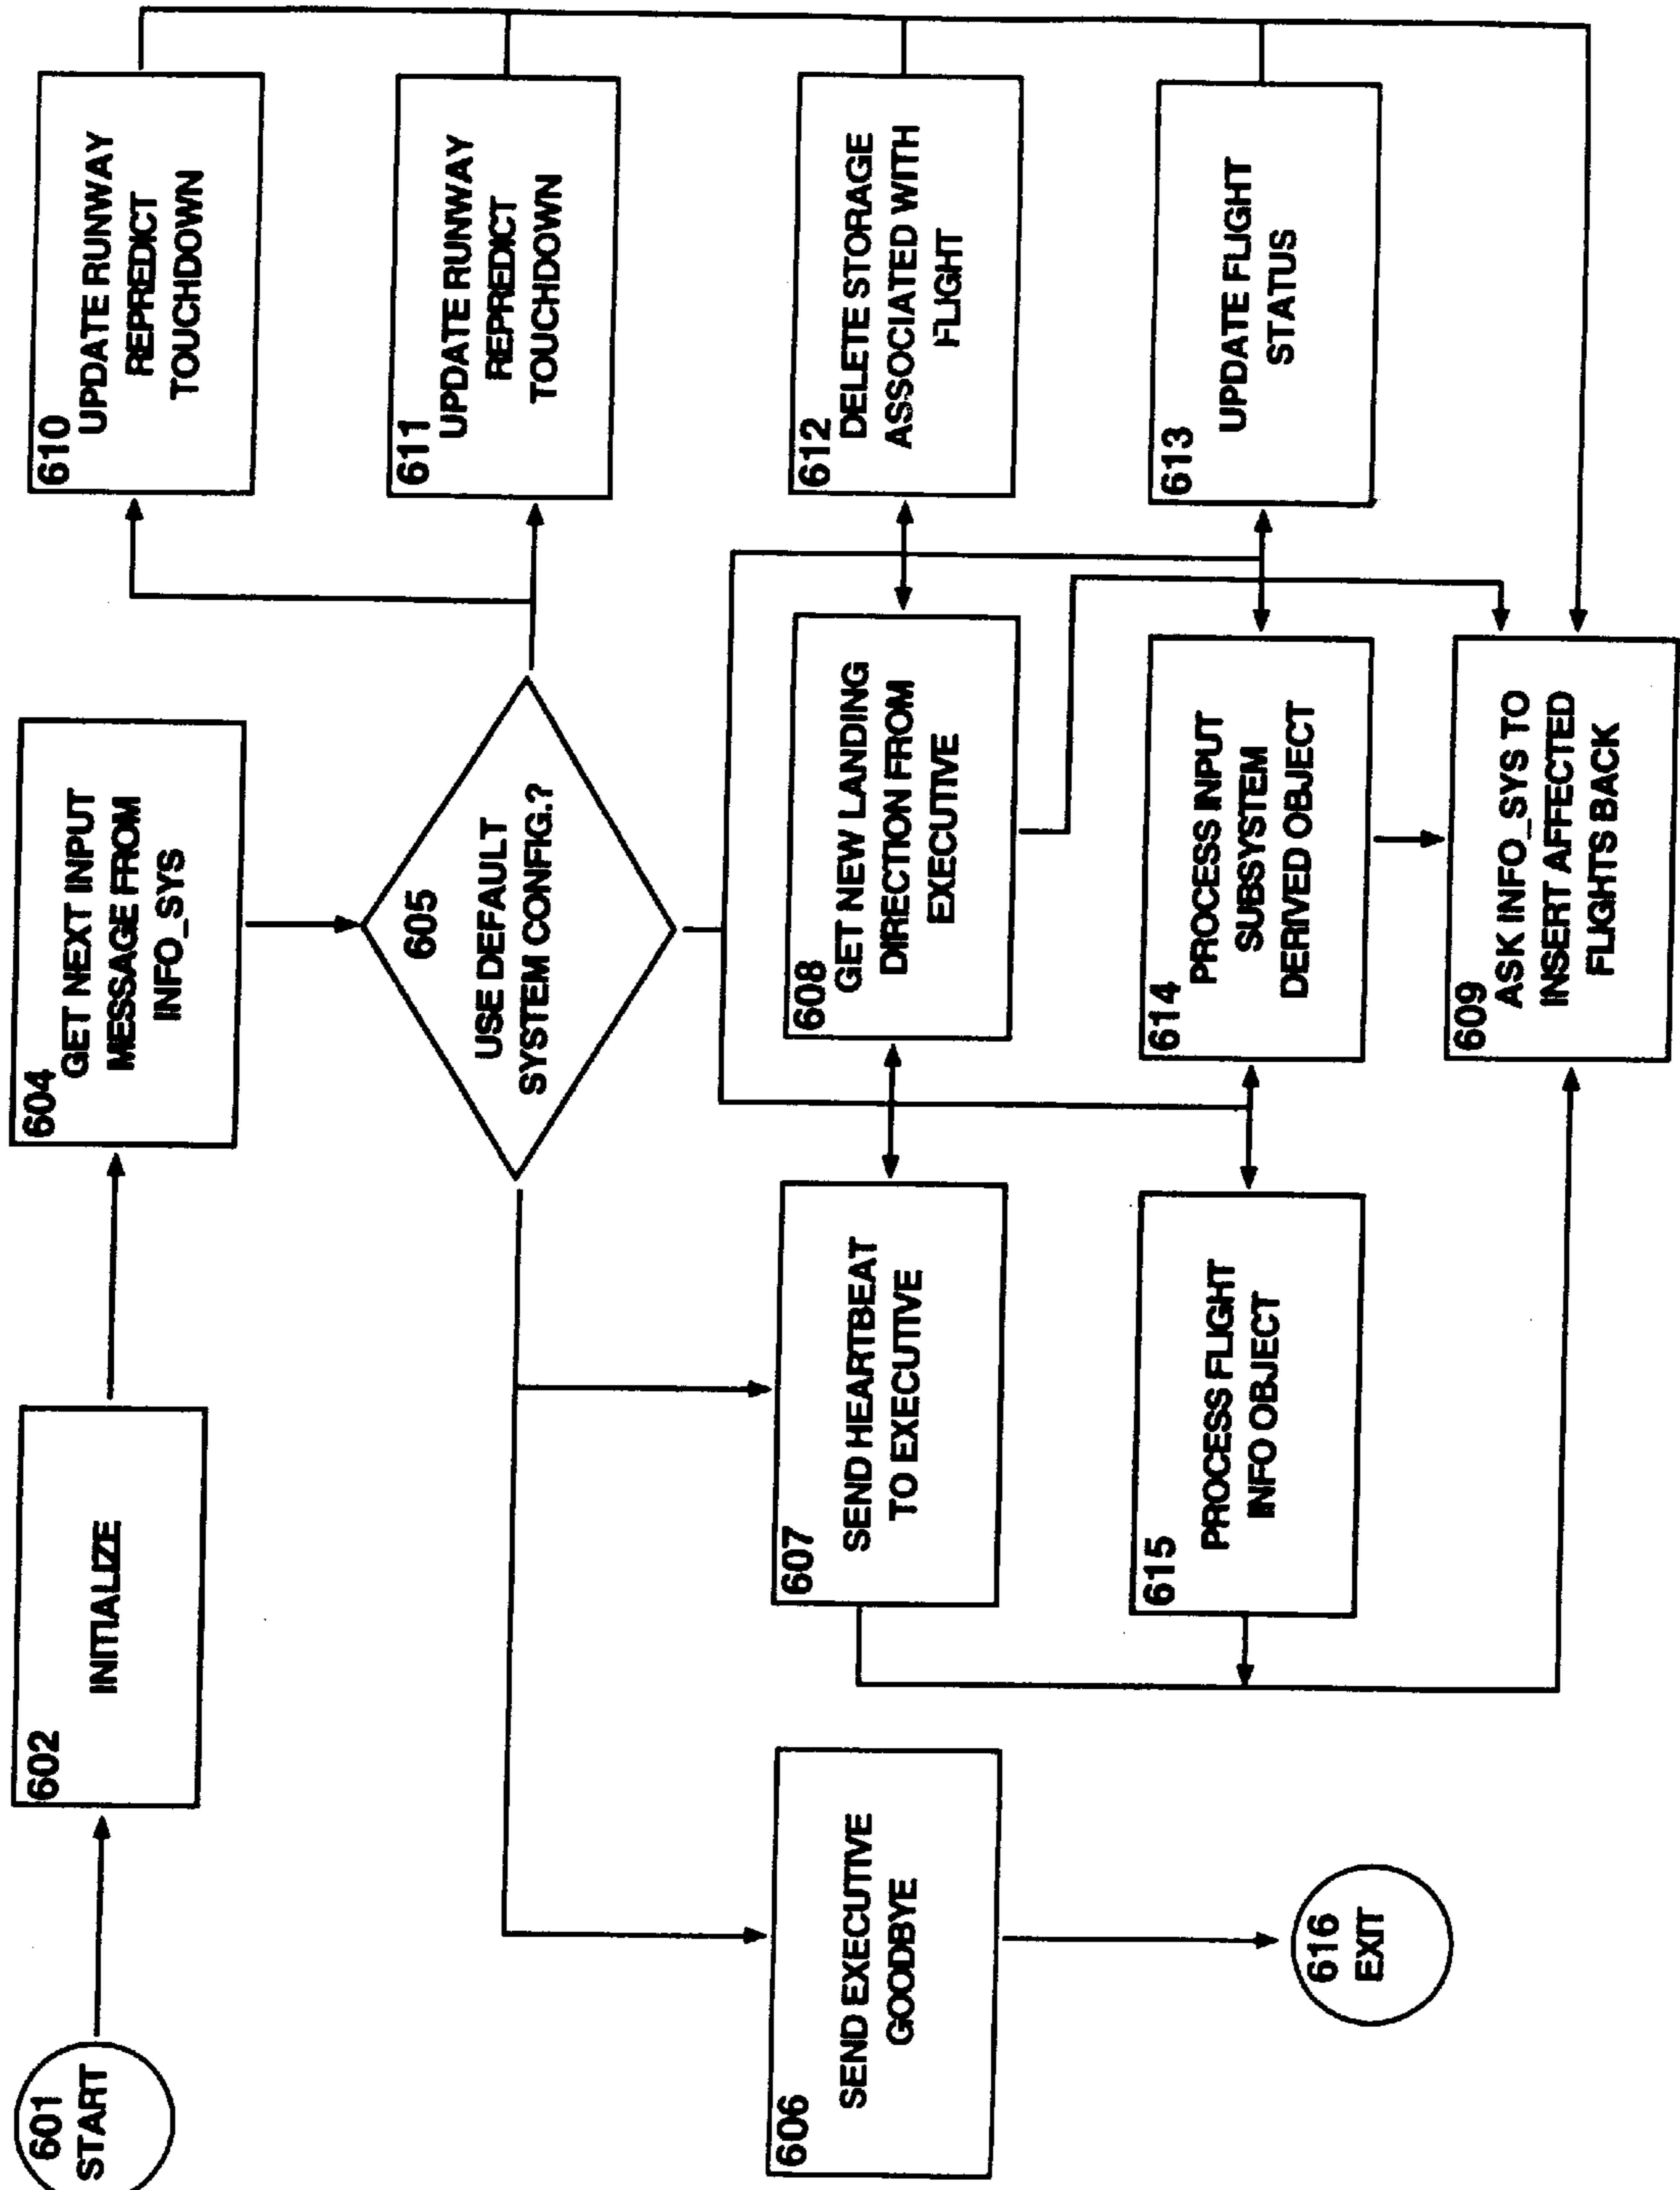 601
START
602
INITIALIZE
604
GET NEXT INPUT
MESSAGE FROM
INFO_SYS
605
USE DEFAULT
SYSTEM CONFIG.?
610
UPDATE RUNWAY
REPREDICT
TOUCHDOWN
611
UPDATE RUNWAY
REPREDICT
TOUCHDOWN
606
SEND EXECUTIVE
GOODBYE
607
SEND HEARTBEAT
TO EXECUTIVE
608
GET NEW LANDING
DIRECTION FROM
EXECUTIVE
612
DELETE STORAGE
ASSOCIATED WITH
FLIGHT
615
PROCESS FLIGHT
INFO OBJECT
614
PROCESS INPUT
SUBSYSTEM
DERIVED OBJECT
613
UPDATE FLIGHT
STATUS
616
EXIT
609
ASK INFO_SYS TO
INSERT AFFECTED
FLIGHTS BACK